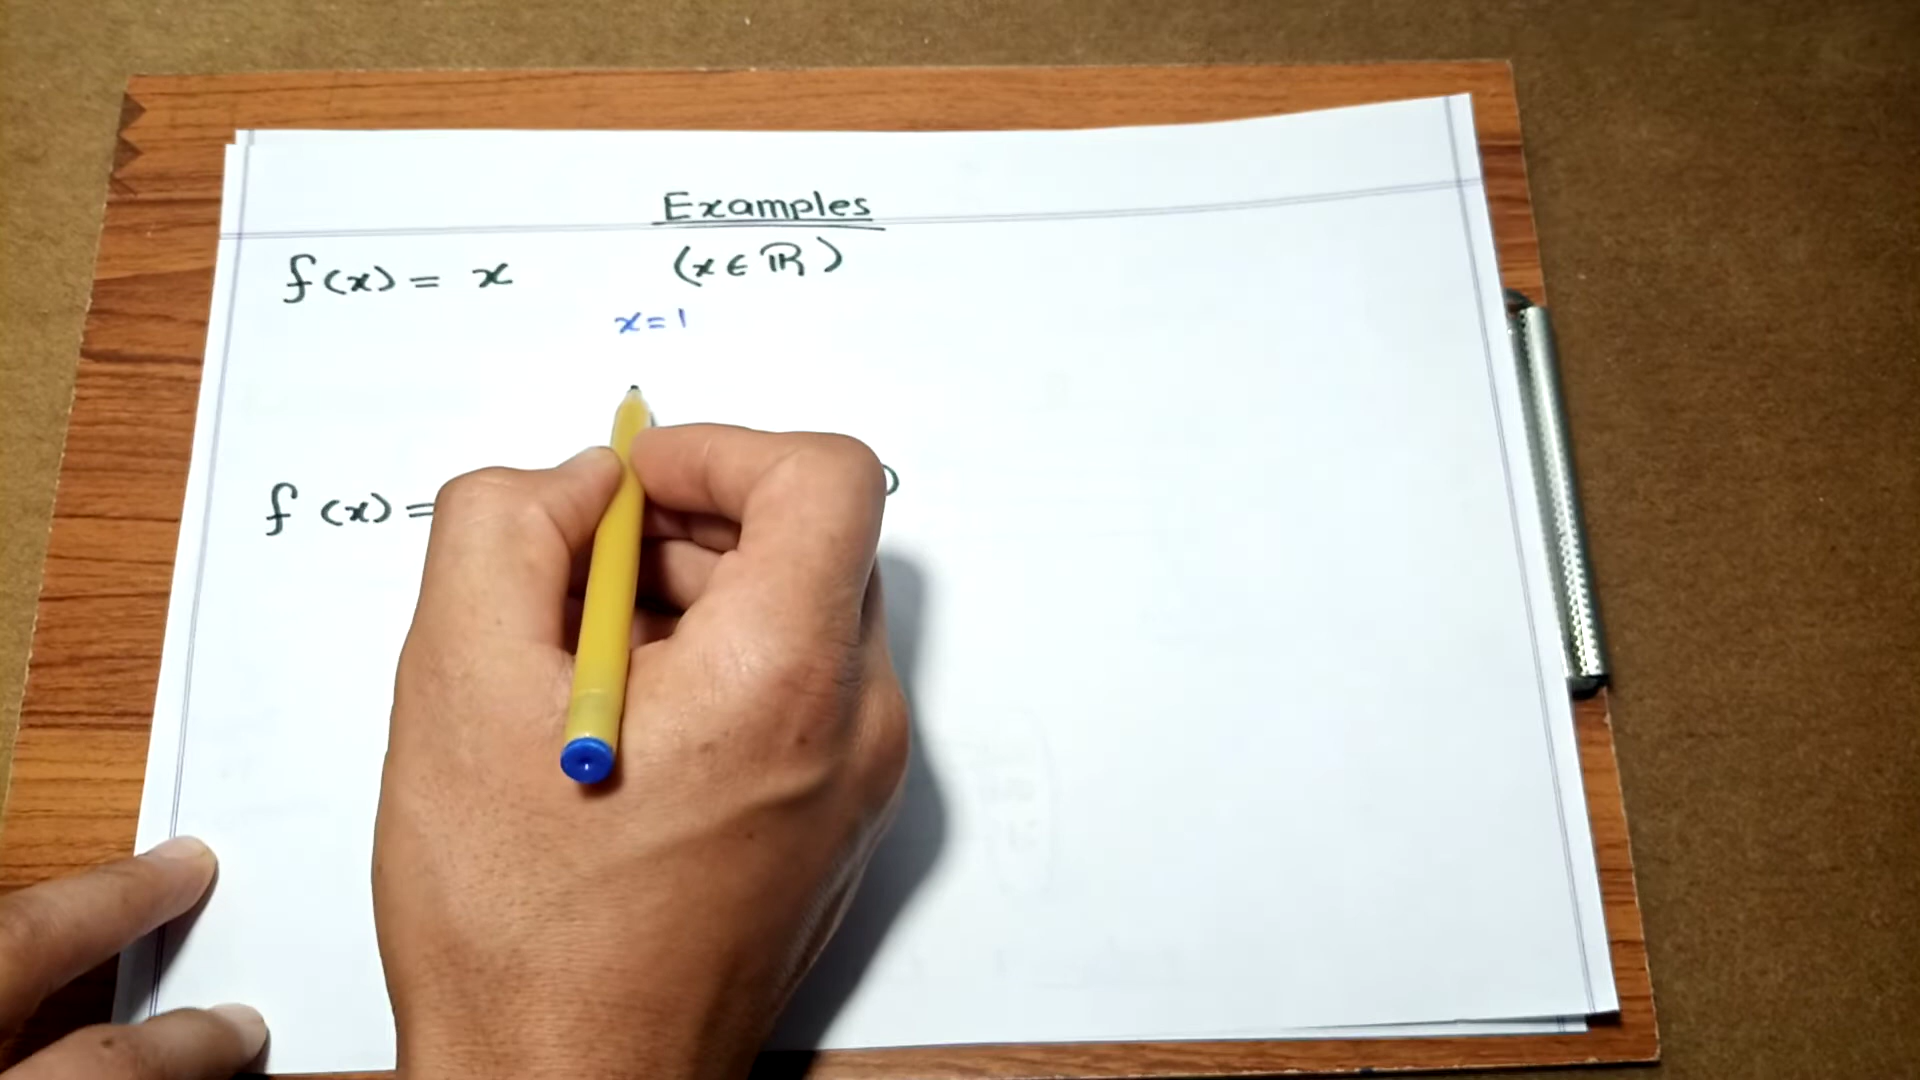 Examples
f(x) = x (x ∈ ℝ)
x = 1
f (x) = )